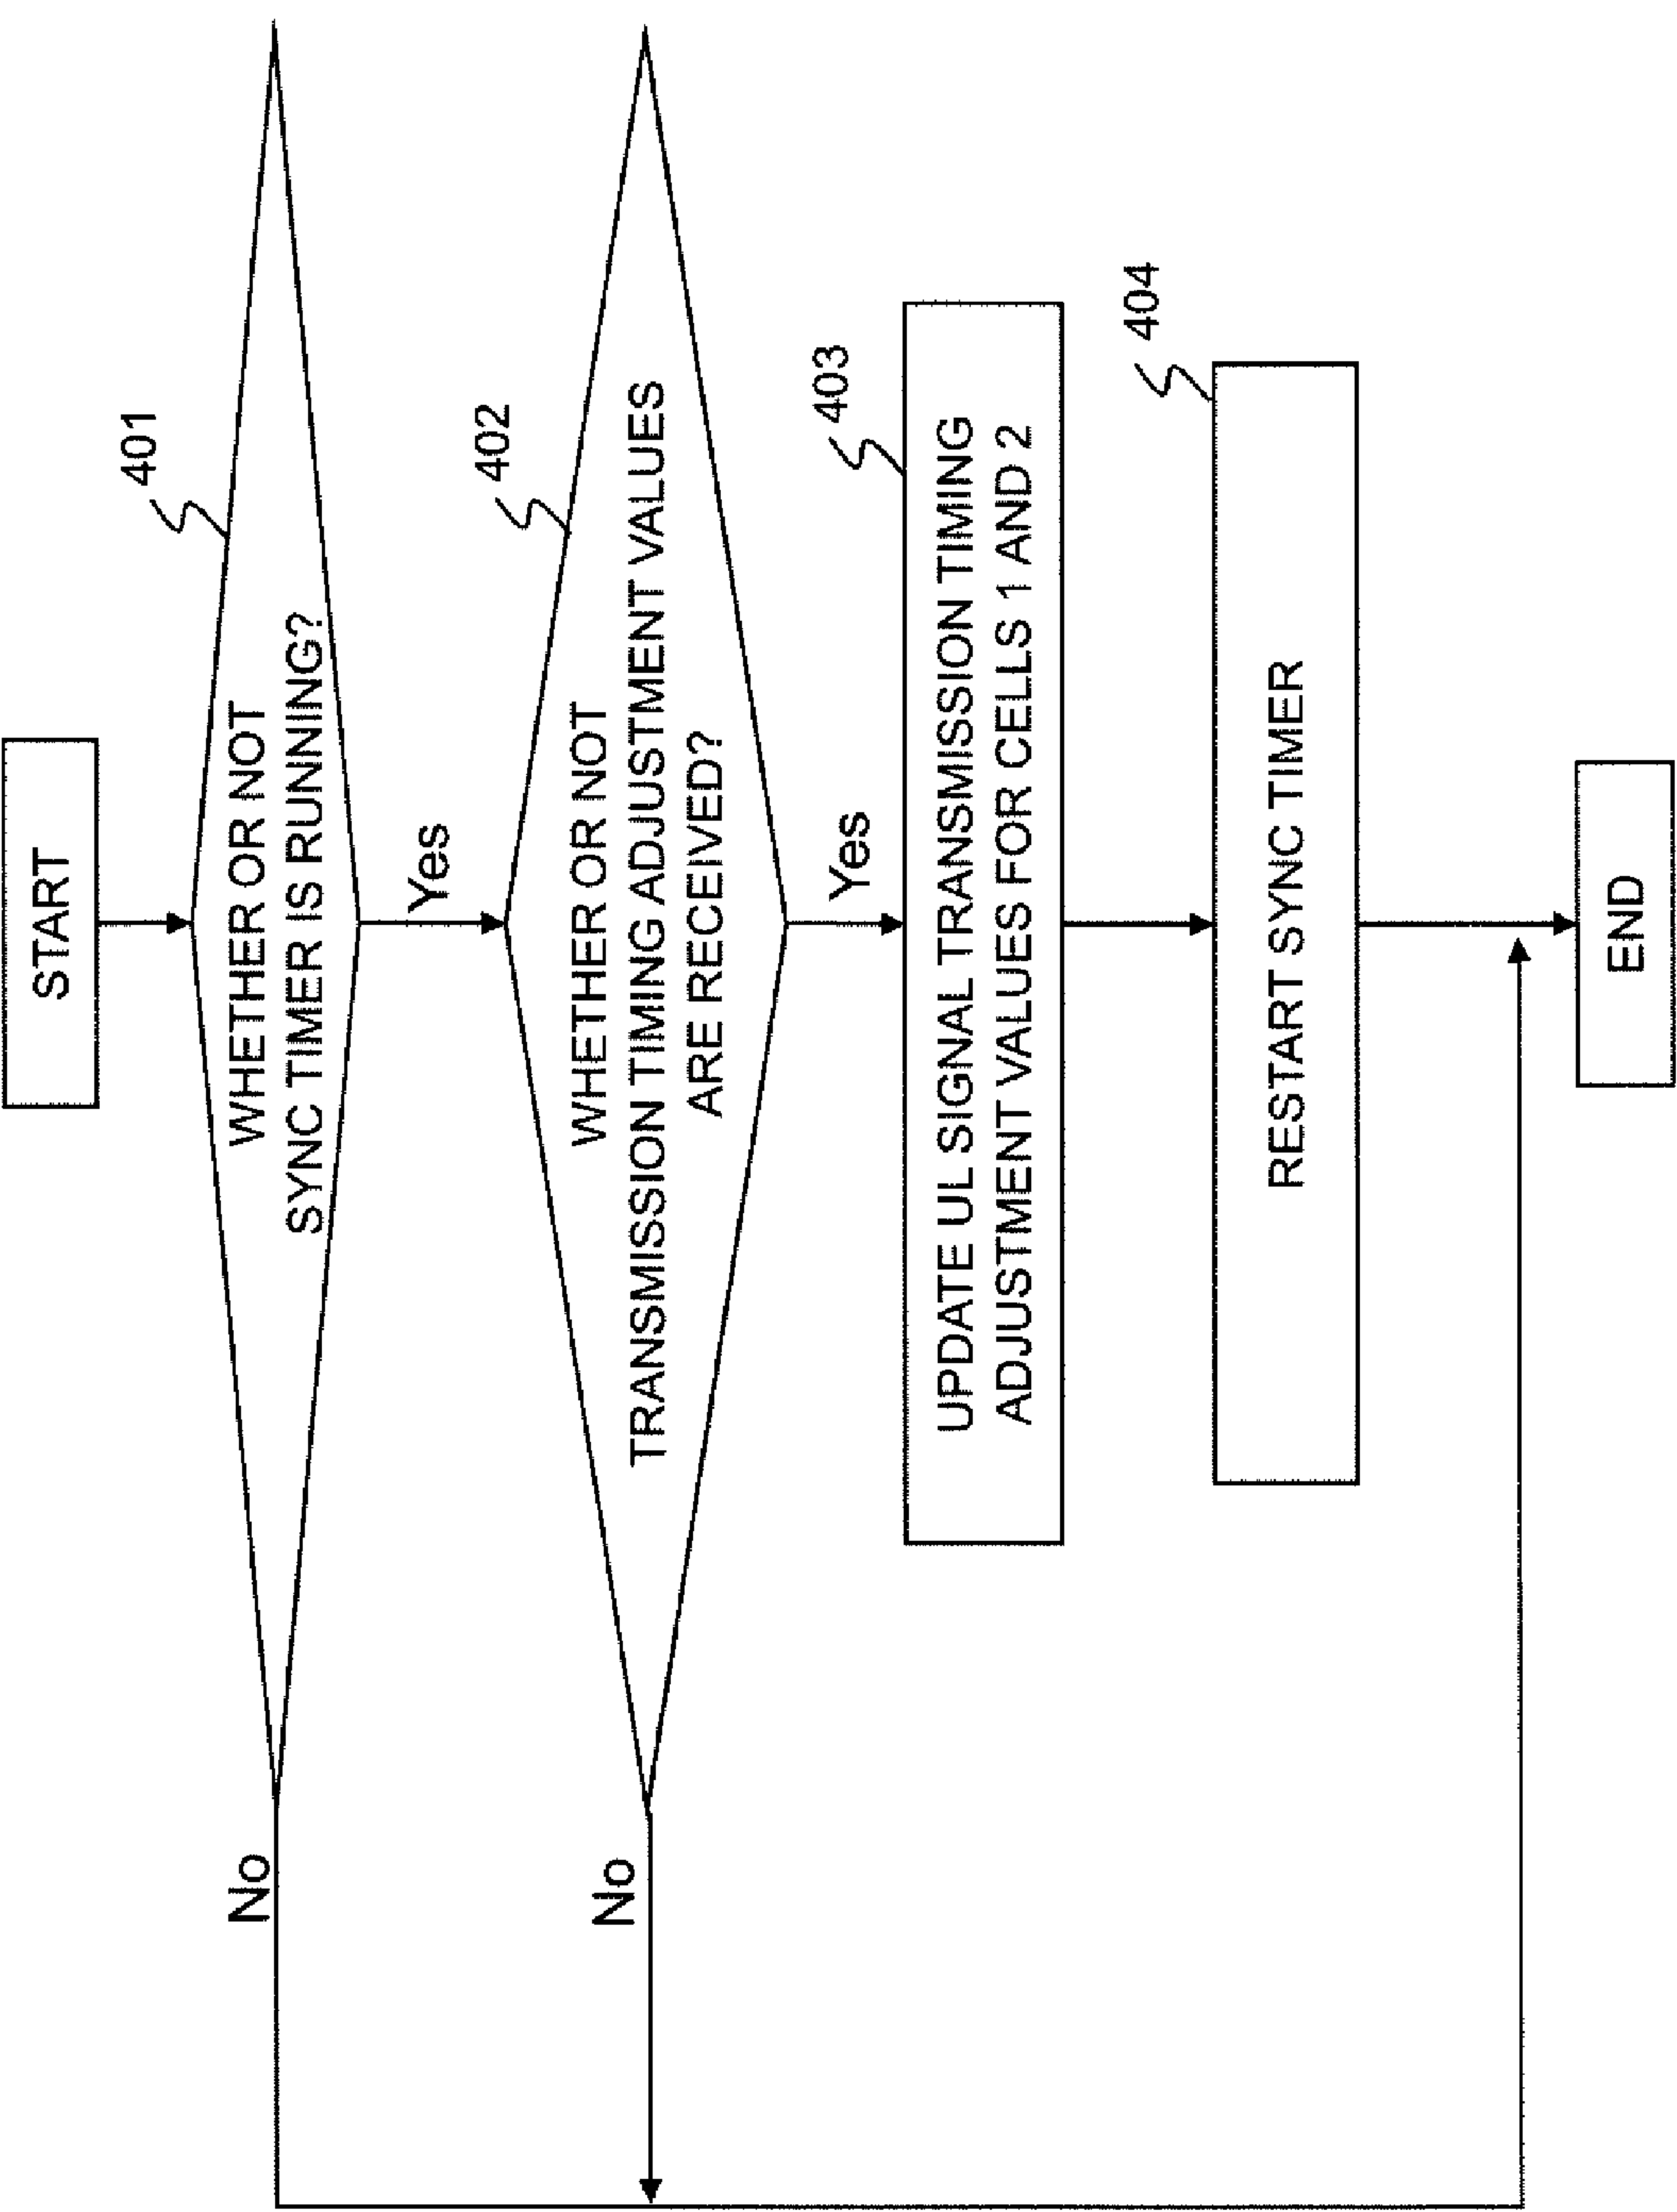 START
401
WHETHER OR NOT
SYNC TIMER IS RUNNING?
No
Yes
402
WHETHER OR NOT
TRANSMISSION TIMING ADJUSTMENT VALUES
ARE RECEIVED?
No
Yes
403
UPDATE UL SIGNAL TRANSMISSION TIMING
ADJUSTMENT VALUES FOR CELLS 1 AND 2
404
RESTART SYNC TIMER
END